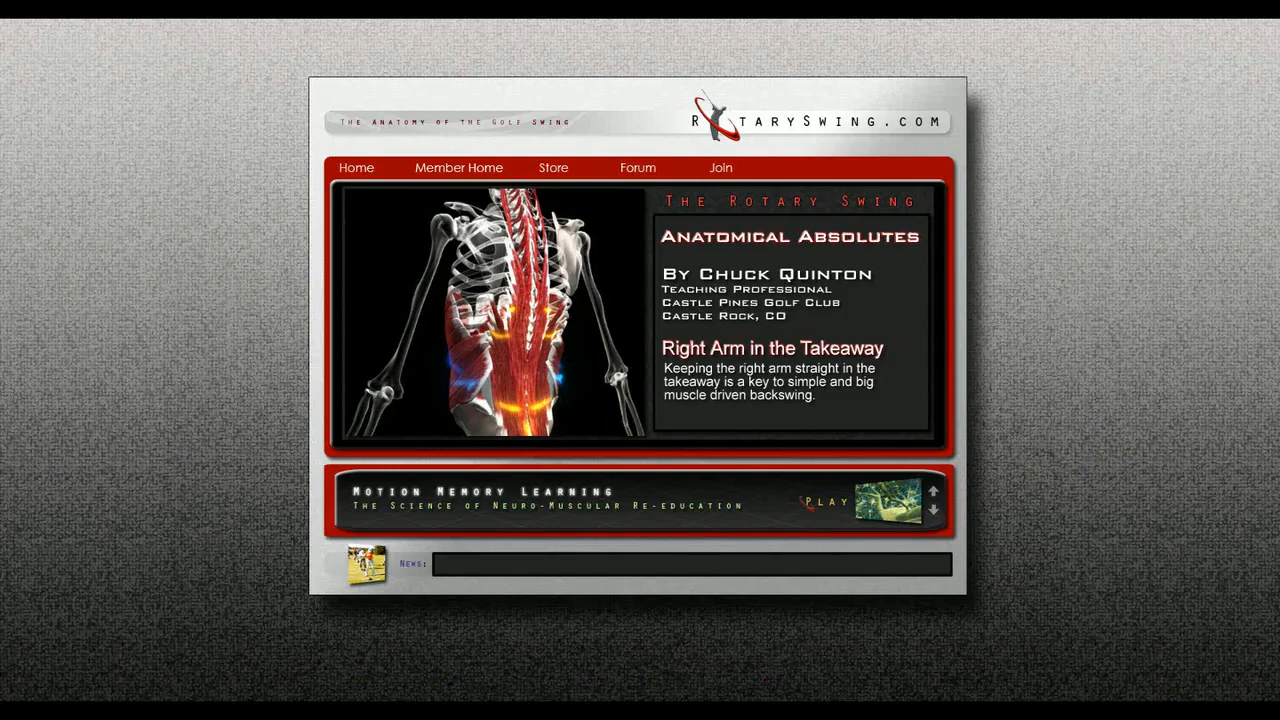 The Anatomy of the Golf Swing
RotarySwing.com
Home Member Home Store Forum Join
The Rotary Swing
Anatomical Absolutes
By Chuck Quinton
Teaching Professional
Castle Pines Golf Club
Castle Rock, CO
Right Arm in the Takeaway
Keeping the right arm straight in the
takeaway is a key to simple and big
muscle driven backswing.
Motion Memory Learning
The Science of Neuro-Muscular Re-education
Play
News: